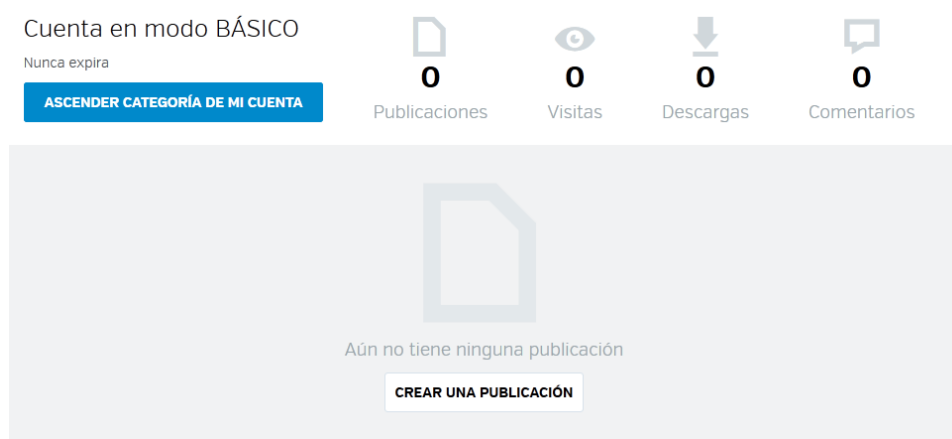 Cuenta en modo BÁSICO
Nunca expira
ASCENDER CATEGORÍA DE MI CUENTA
0
Publicaciones
0
Visitas
0
Descargas
0
Comentarios
Aún no tiene ninguna publicación
CREAR UNA PUBLICACIÓN